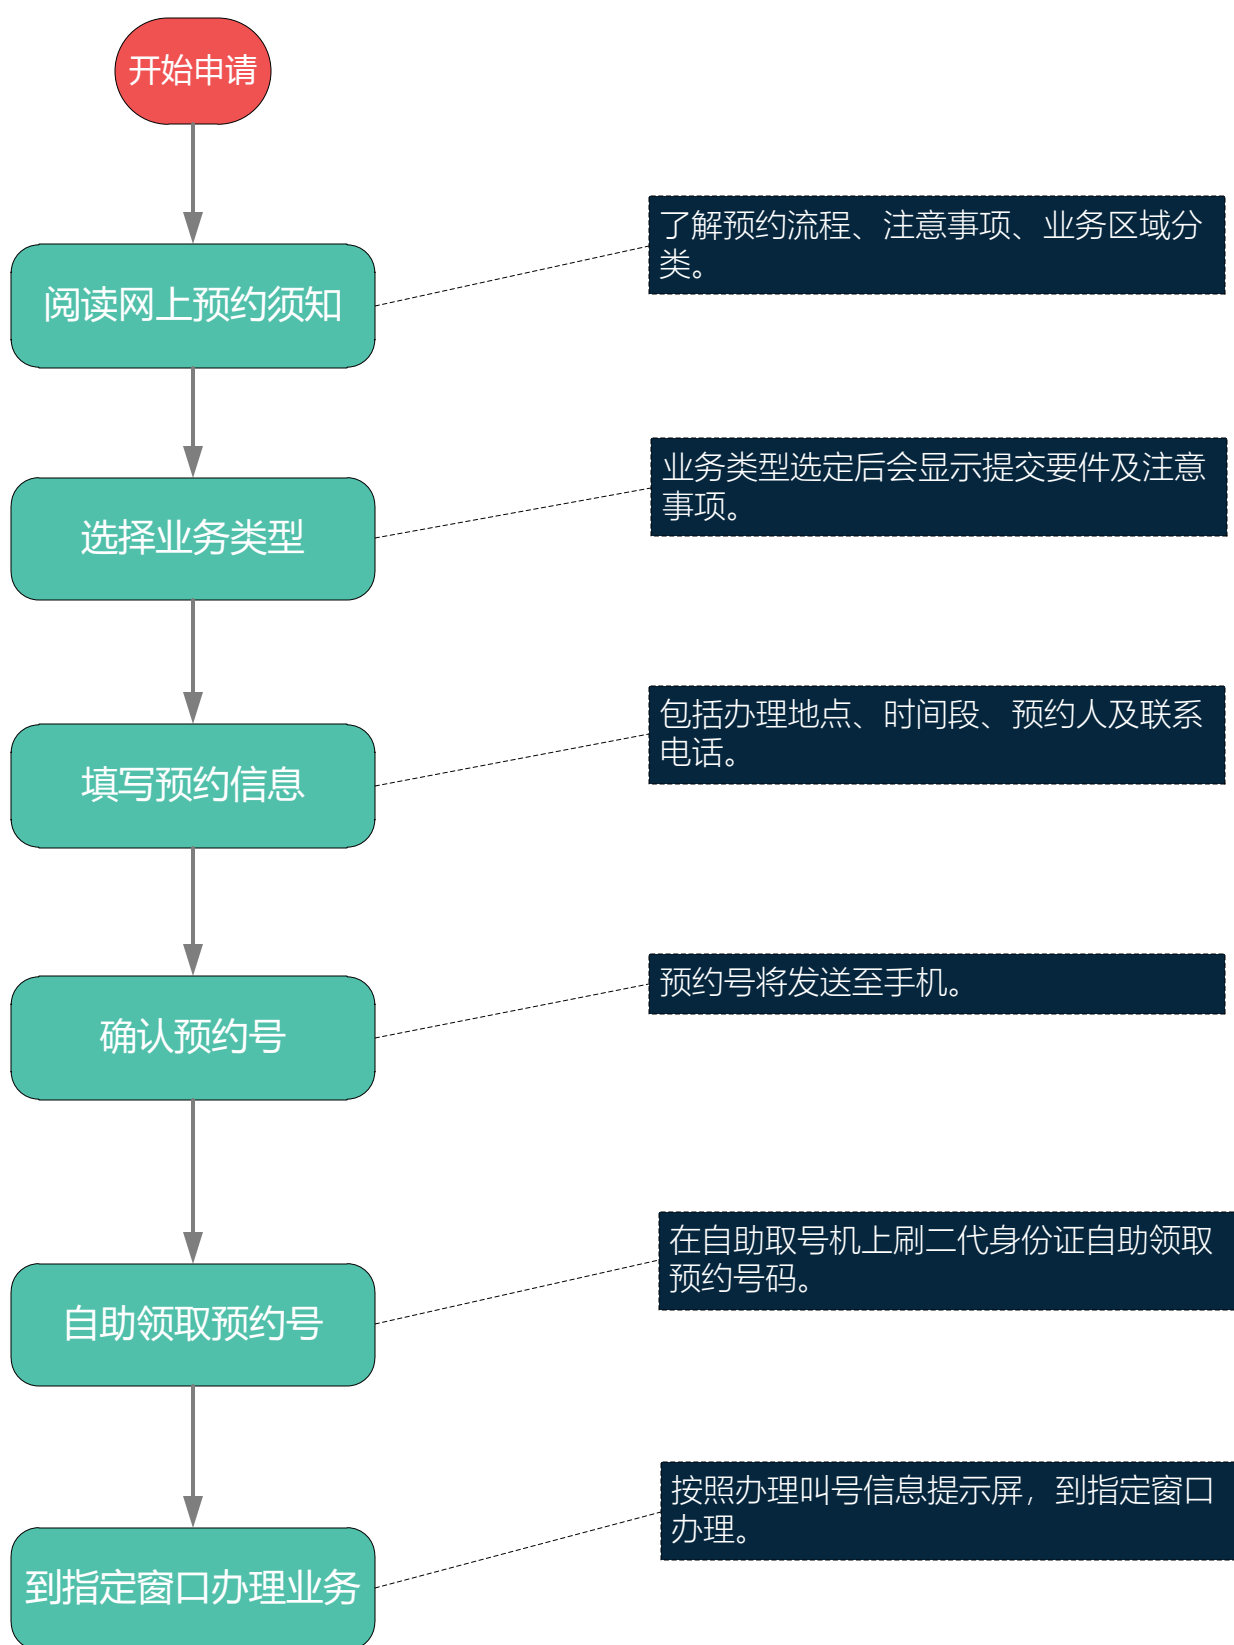 开始申请
了解预约流程、注意事项、业务区域分
类。
阅读网上预约须知
业务类型选定后会显示提交要件及注意
事项。
选择业务类型
包括办理地点、时间段、预约人及联系
电话。
填写预约信息
预约号将发送至手机。
确认预约号
在自助取号机上刷二代身份证自助领取
预约号码。
自助领取预约号
按照办理叫号信息提示屏，到指定窗口
办理。
到指定窗口办理业务